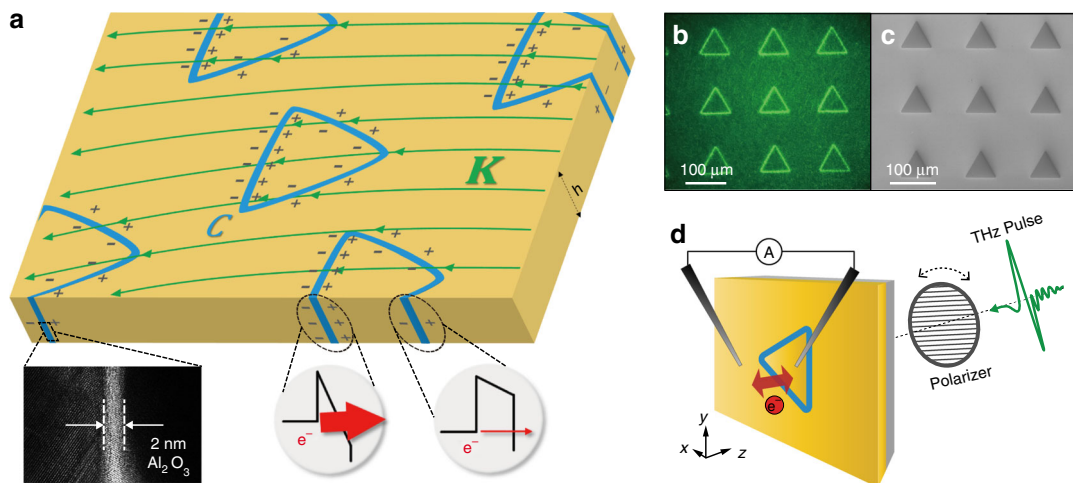 a
K
C
h
2 nm
Al₂O₃
e⁻
e⁻
b
100 μm
c
100 μm
d
A
THz Pulse
Polarizer
e⁻
y
x
z